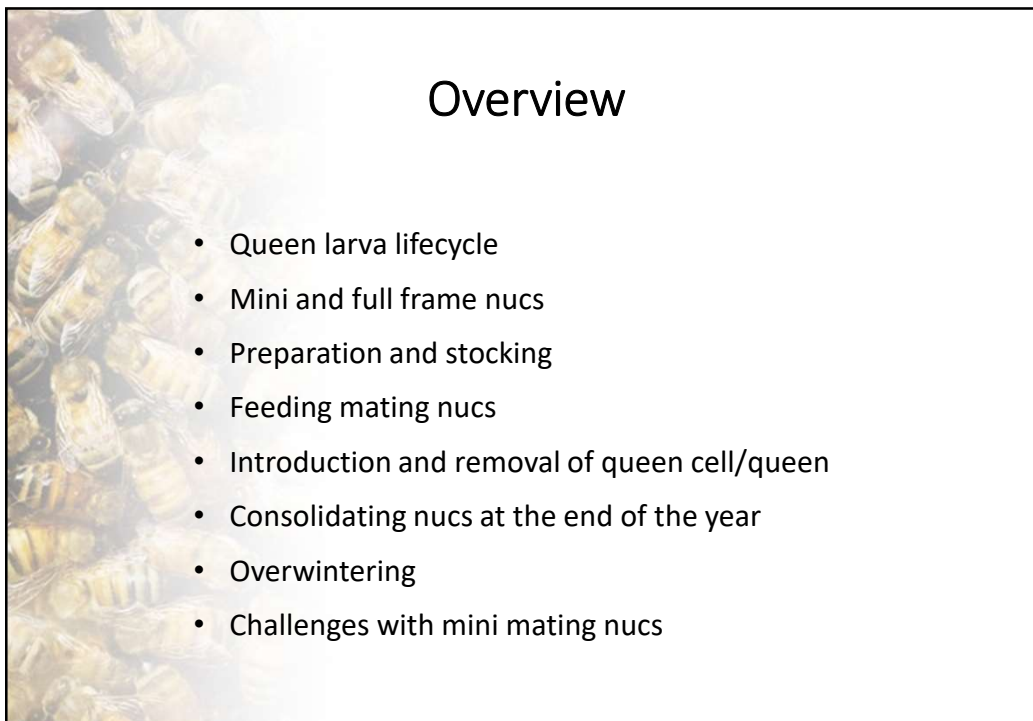 Overview
• Queen larva lifecycle
• Mini and full frame nucs
• Preparation and stocking
• Feeding mating nucs
• Introduction and removal of queen cell/queen
• Consolidating nucs at the end of the year
• Overwintering
• Challenges with mini mating nucs